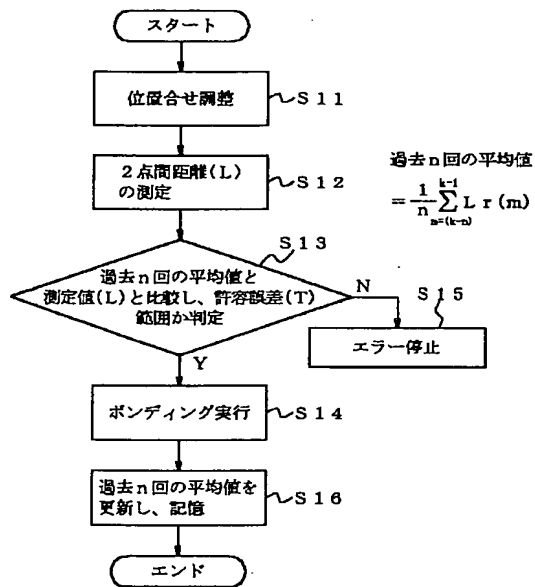 スタート
位置合せ調整
S11
2点間距離(L)
の測定
S12
過去n回の平均値
= 1/n Σ L r (m)
k-1
m=(k-n)
S13
過去n回の平均値と
測定値(L)と比較し、許容誤差(T)
範囲か判定
N
S15
エラー停止
Y
ボンディング実行
S14
過去n回の平均値を
更新し、記憶
S16
エンド